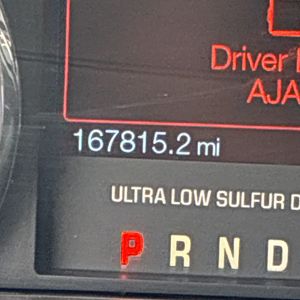 Driver
AJA
167815.2 mi
ULTRA LOW SULFUR D
P R N D